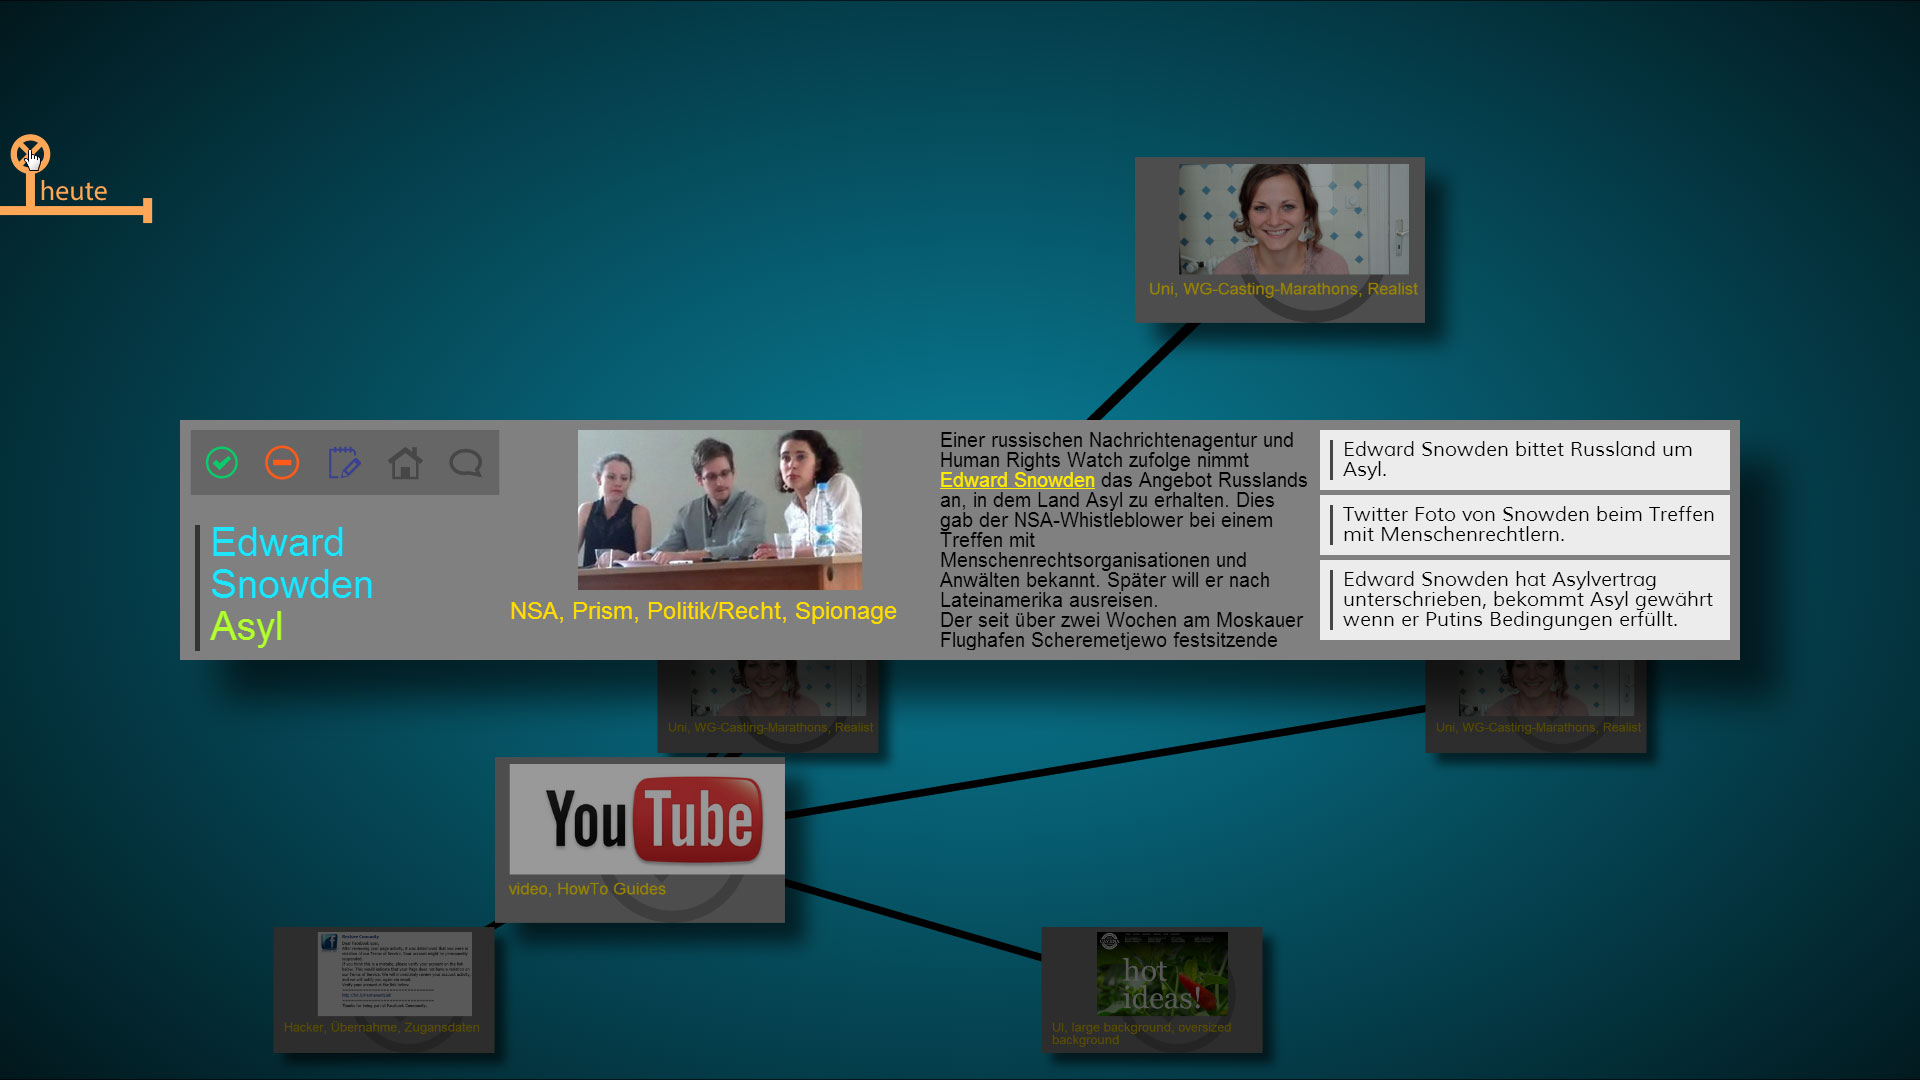 heute
Uni, WG-Casting-Marathons, Realist
Edward
Snowden
Asyl
NSA, Prism, Politik/Recht, Spionage
Einer russischen Nachrichtenagentur und
Human Rights Watch zufolge nimmt
Edward Snowden das Angebot Russlands
an, in dem Land Asyl zu erhalten. Dies
gab der NSA-Whistleblower bei einem
Treffen mit
Menschenrechtsorganisationen und
Anwälten bekannt. Später will er nach
Lateinamerika ausreisen.
Der seit über zwei Wochen am Moskauer
Flughafen Scheremetjewo festsitzende
Edward Snowden bittet Russland um
Asyl.
Twitter Foto von Snowden beim Treffen
mit Menschenrechtlern.
Edward Snowden hat Asylvertrag
unterschrieben, bekommt Asyl gewährt
wenn er Putins Bedingungen erfüllt.
Uni, WG-Casting-Marathons, Realist
Uni, WG-Casting-Marathons, Realist
YouTube
video, HowTo Guides
Hacker, Übernahme, Zugansdaten
hot
ideas!
UI, large background, oversized
background